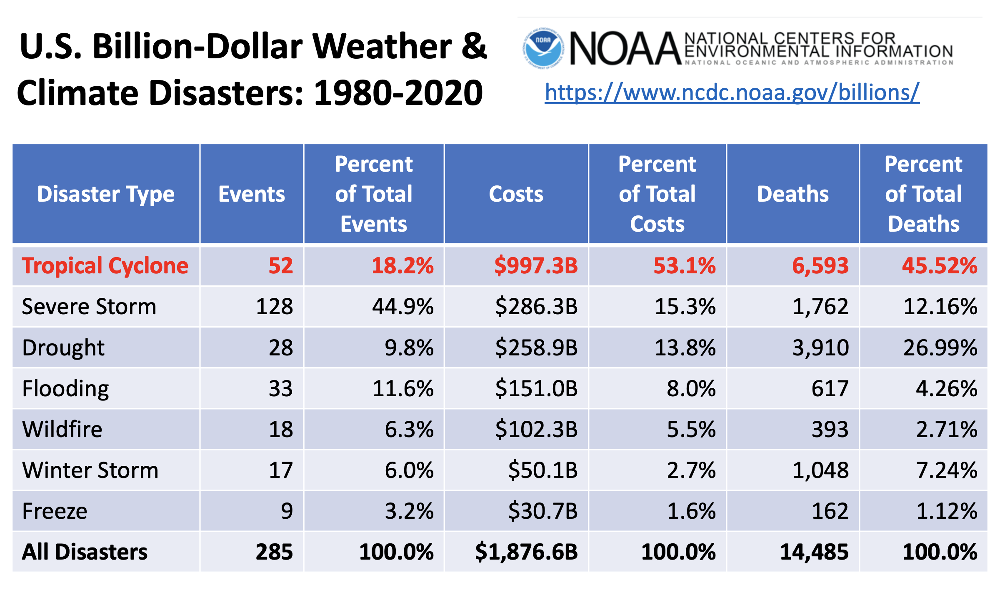 U.S. Billion-Dollar Weather &
Climate Disasters: 1980-2020
NOAA
NOAA
NATIONAL CENTERS FOR
ENVIRONMENTAL INFORMATION
NATIONAL OCEANIC AND ATMOSPHERIC ADMINISTRATION
https://www.ncdc.noaa.gov/billions/
Disaster Type Events Percent of Total Events Costs Percent of Total Costs Deaths Percent of Total Deaths
Tropical Cyclone 52 18.2% $997.3B 53.1% 6,593 45.52%
Severe Storm 128 44.9% $286.3B 15.3% 1,762 12.16%
Drought 28 9.8% $258.9B 13.8% 3,910 26.99%
Flooding 33 11.6% $151.0B 8.0% 617 4.26%
Wildfire 18 6.3% $102.3B 5.5% 393 2.71%
Winter Storm 17 6.0% $50.1B 2.7% 1,048 7.24%
Freeze 9 3.2% $30.7B 1.6% 162 1.12%
All Disasters 285 100.0% $1,876.6B 100.0% 14,485 100.0%